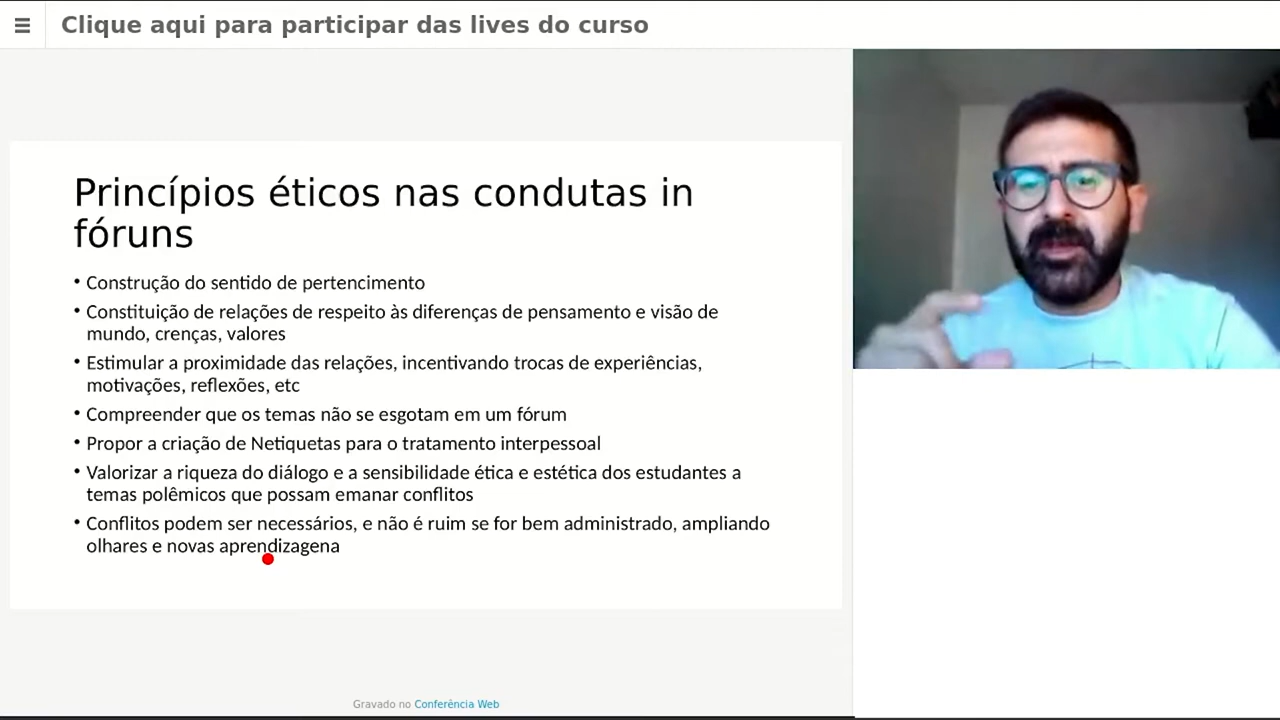 Clique aqui para participar das lives do curso
Princípios éticos nas condutas in
fóruns
• Construção do sentido de pertencimento
• Constituição de relações de respeito às diferenças de pensamento e visão de
mundo, crenças, valores
• Estimular a proximidade das relações, incentivando trocas de experiências,
motivações, reflexões, etc
• Compreender que os temas não se esgotam em um fórum
• Propor a criação de Netiquetas para o tratamento interpessoal
• Valorizar a riqueza do diálogo e a sensibilidade ética e estética dos estudantes a
temas polêmicos que possam emanar conflitos
• Conflitos podem ser necessários, e não é ruim se for bem administrado, ampliando
olhares e novas aprendizagena
Gravado no Conferência Web